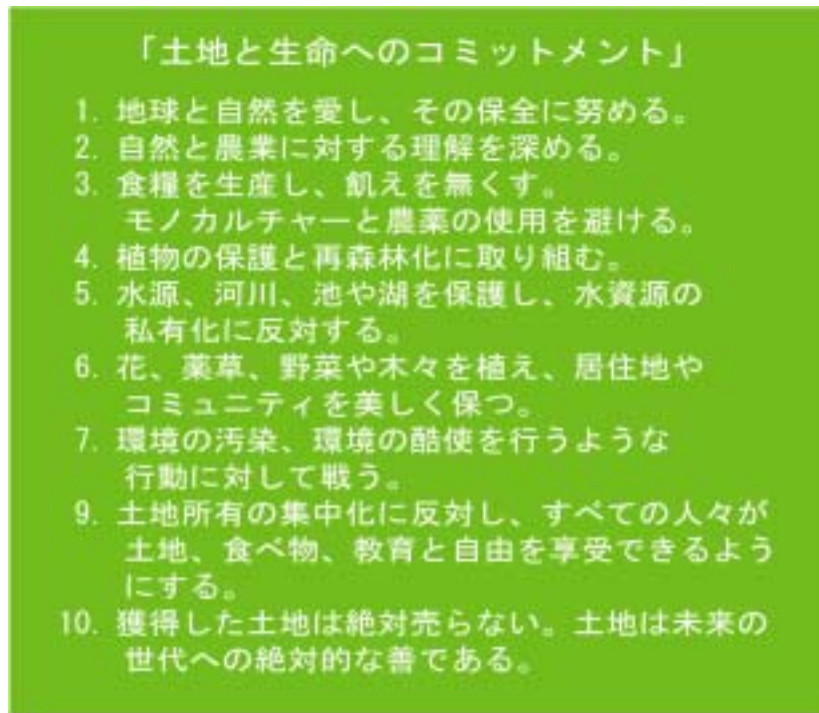 「土地と生命へのコミットメント」
1. 地球と自然を愛し、その保全に努める。
2. 自然と農業に対する理解を深める。
3. 食糧を生産し、飢えを無くす。
モノカルチャーと農薬の使用を避ける。
4. 植物の保護と再森林化に取り組む。
5. 水源、河川、池や湖を保護し、水資源の
私有化に反対する。
6. 花、薬草、野菜や木々を植え、居住地や
コミュニティを美しく保つ。
7. 環境の汚染、環境の酷使を行うような
行動に対して戦う。
9. 土地所有の集中化に反対し、すべての人々が
土地、食べ物、教育と自由を享受できるよう
にする。
10. 獲得した土地は絶対売らない。土地は未来の
世代への絶対的な善である。